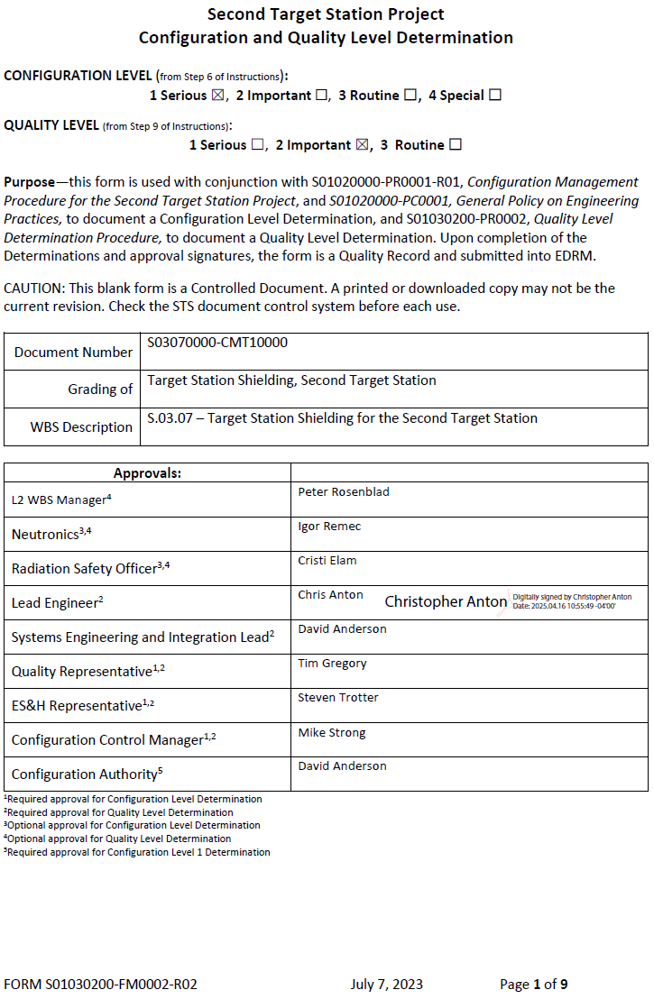 Second Target Station Project
Configuration and Quality Level Determination
CONFIGURATION LEVEL (from Step 6 of Instructions):
1 Serious ☒, 2 Important ☐, 3 Routine ☐, 4 Special ☐
QUALITY LEVEL (from Step 9 of Instructions):
1 Serious ☐, 2 Important ☒, 3 Routine ☐
Purpose—this form is used with conjunction with S01020000-PR0001-R01, Configuration Management
Procedure for the Second Target Station Project, and S01020000-PC0001, General Policy on Engineering
Practices, to document a Configuration Level Determination, and S01030200-PR0002, Quality Level
Determination Procedure, to document a Quality Level Determination. Upon completion of the
Determinations and approval signatures, the form is a Quality Record and submitted into EDRM.
CAUTION: This blank form is a Controlled Document. A printed or downloaded copy may not be the
current revision. Check the STS document control system before each use.
Document Number S03070000-CMT10000
Grading of Target Station Shielding, Second Target Station
WBS Description S.03.07 – Target Station Shielding for the Second Target Station
Approvals:
L2 WBS Manager⁴ Peter Rosenblad
Neutronics³,⁴ Igor Remec
Radiation Safety Officer³,⁴ Cristi Elam
Lead Engineer² Chris Anton Christopher Anton Digitally signed by Christopher Anton
Date: 2025.04.16 10:55:49 -04'00'
Systems Engineering and Integration Lead² David Anderson
Quality Representative¹,² Tim Gregory
ES&H Representative¹,² Steven Trotter
Configuration Control Manager¹,² Mike Strong
Configuration Authority⁵ David Anderson
¹Required approval for Configuration Level Determination
²Required approval for Quality Level Determination
³Optional approval for Configuration Level Determination
⁴Optional approval for Quality Level Determination
⁵Required approval for Configuration Level 1 Determination
FORM S01030200-FM0002-R02 July 7, 2023 Page 1 of 9